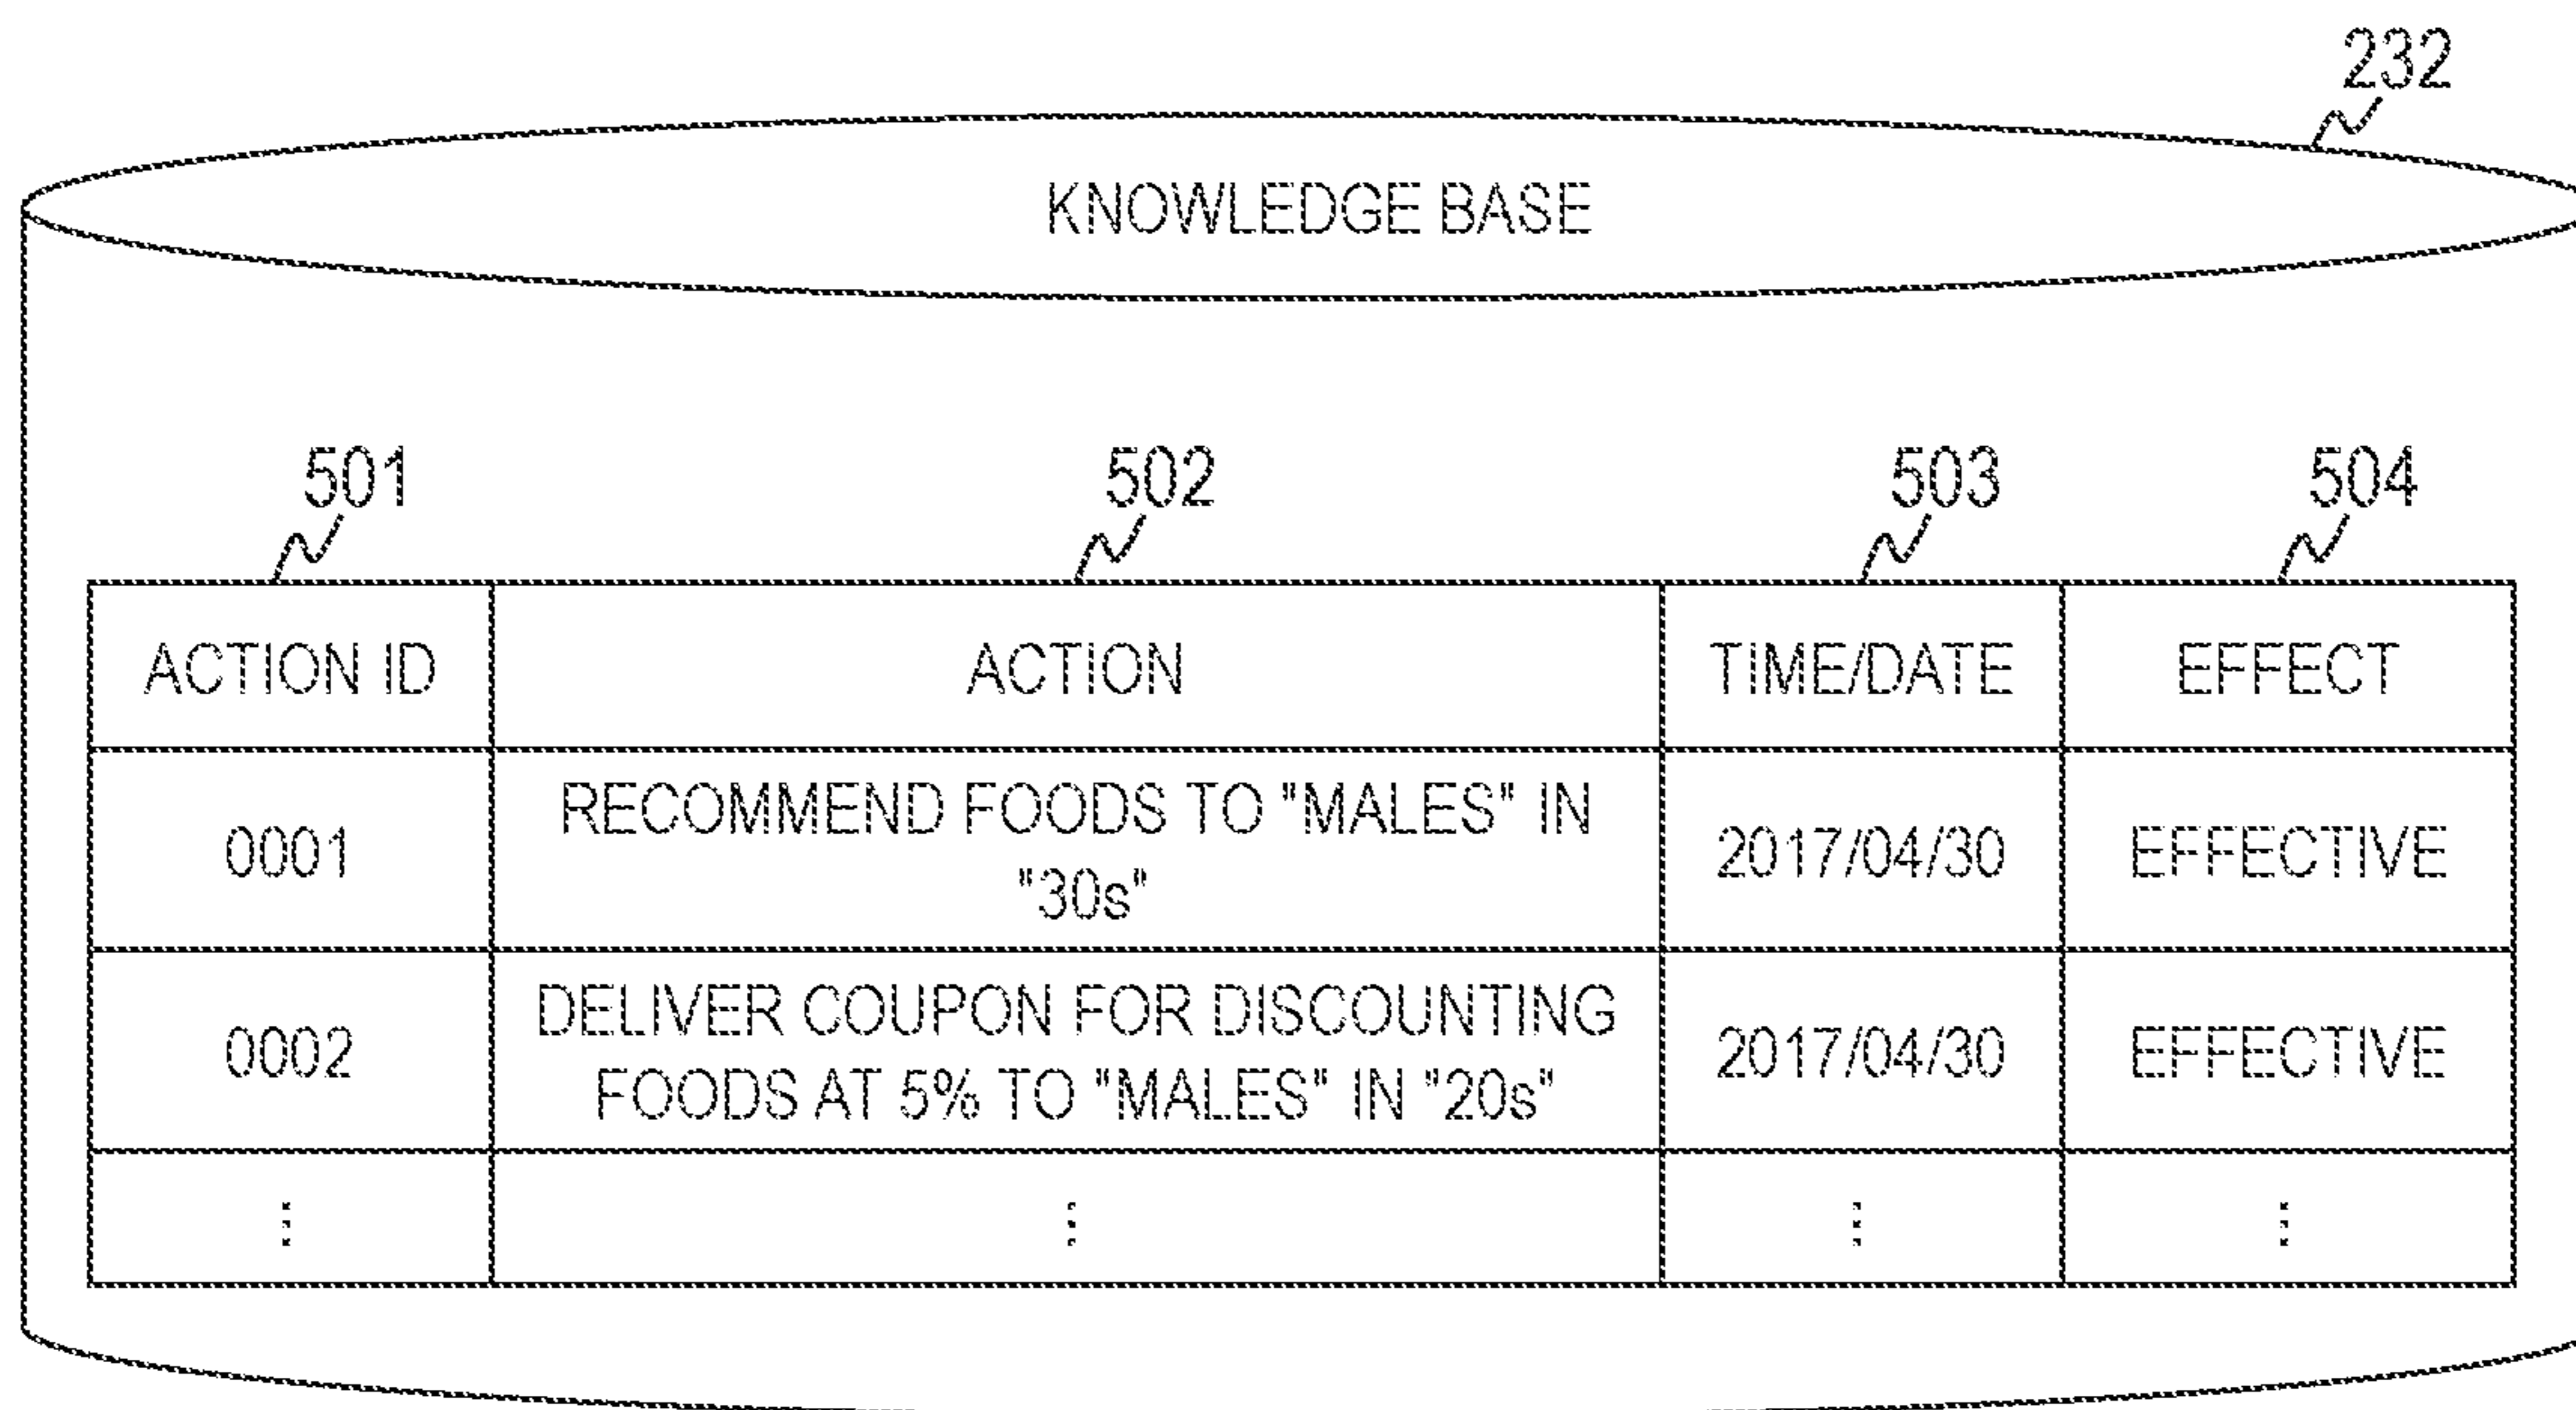 232
KNOWLEDGE BASE
501 502 503 504
ACTION ID ACTION TIME/DATE EFFECT
0001 RECOMMEND FOODS TO "MALES" IN
"30s" 2017/04/30 EFFECTIVE
0002 DELIVER COUPON FOR DISCOUNTING
FOODS AT 5% TO "MALES" IN "20s" 2017/04/30 EFFECTIVE
⋮ ⋮ ⋮ ⋮